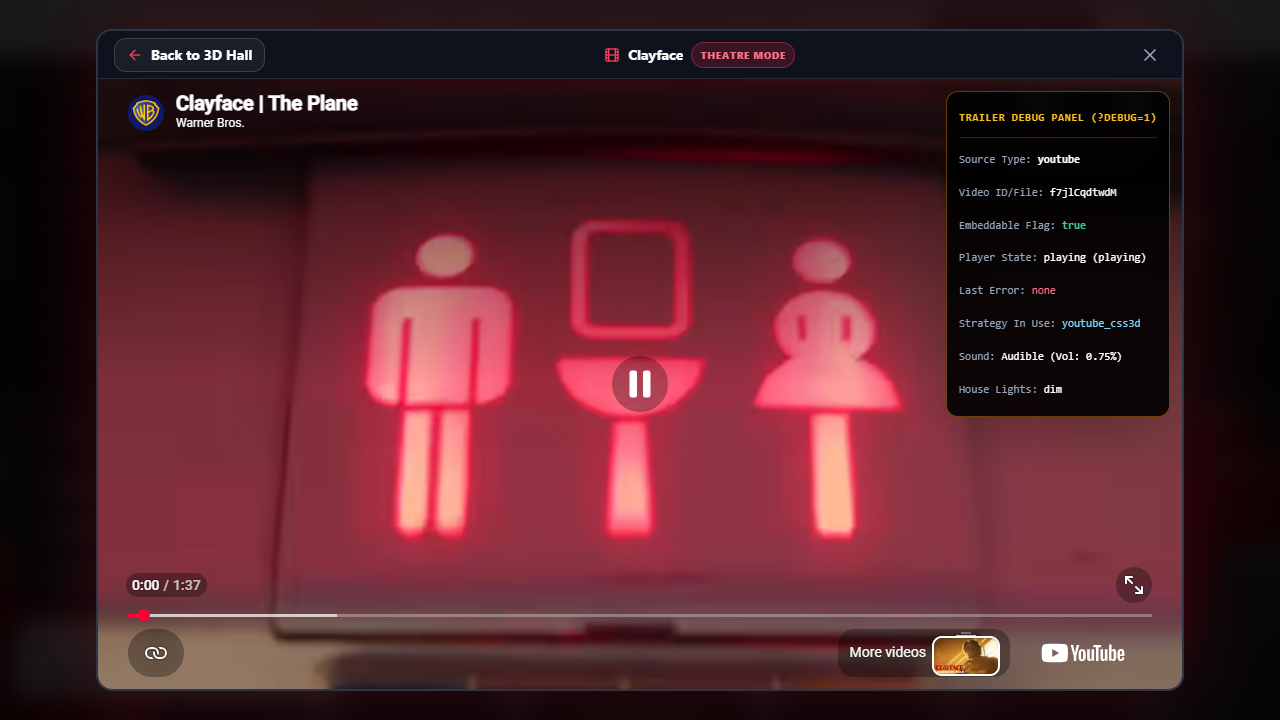 Back to 3D Hall
Clayface
THEATRE MODE
WB
Clayface | The Plane
Warner Bros.
TRAILER DEBUG PANEL (?DEBUG=1)
Source Type: youtube
Video ID/File: f7jlCqdtwdM
Embeddable Flag: true
Player State: playing (playing)
Last Error: none
Strategy In Use: youtube_css3d
Sound: Audible (Vol: 0.75%)
House Lights: dim
0:00 / 1:37
More videos
CLAYFACE
YouTube